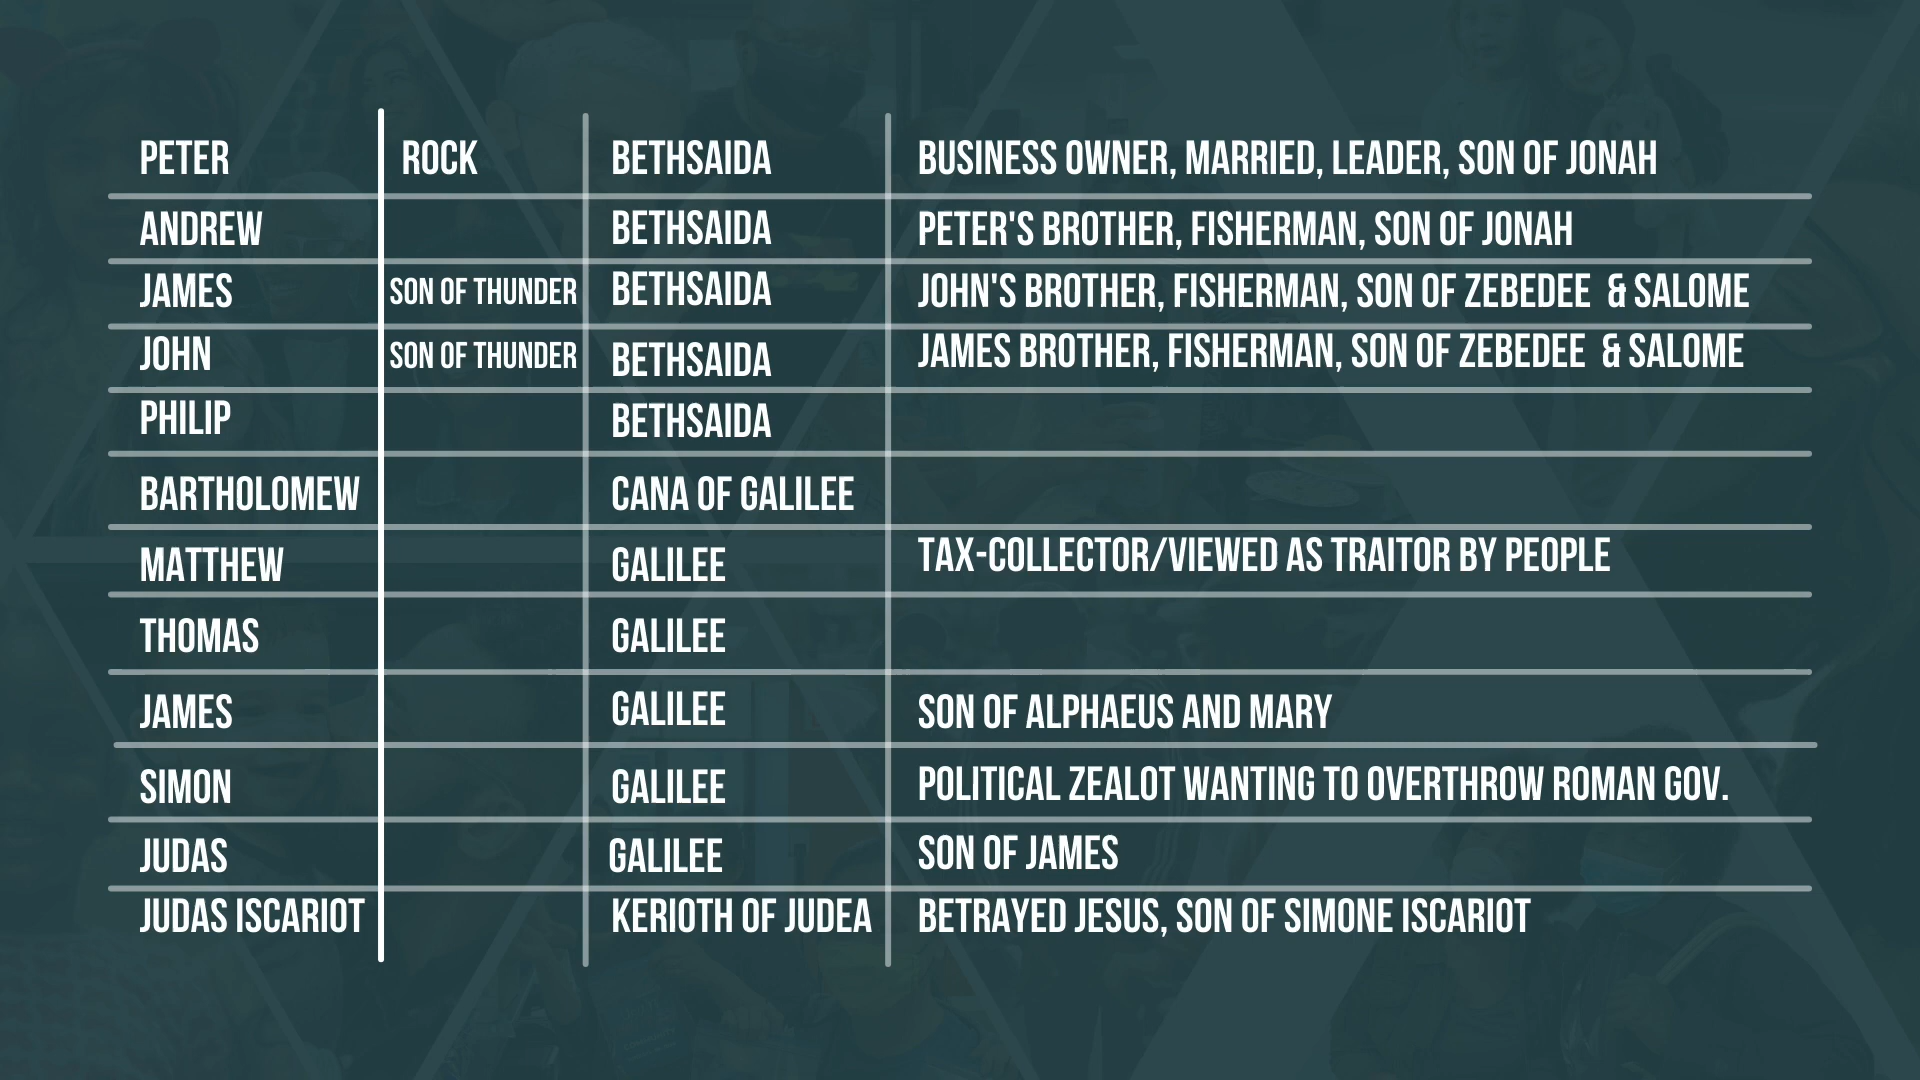 PETER ROCK BETHSAIDA BUSINESS OWNER, MARRIED, LEADER, SON OF JONAH
ANDREW BETHSAIDA PETER'S BROTHER, FISHERMAN, SON OF JONAH
JAMES SON OF THUNDER BETHSAIDA JOHN'S BROTHER, FISHERMAN, SON OF ZEBEDEE & SALOME
JOHN SON OF THUNDER BETHSAIDA JAMES BROTHER, FISHERMAN, SON OF ZEBEDEE & SALOME
PHILIP BETHSAIDA
BARTHOLOMEW CANA OF GALILEE
MATTHEW GALILEE TAX-COLLECTOR/VIEWED AS TRAITOR BY PEOPLE
THOMAS GALILEE
JAMES GALILEE SON OF ALPHAEUS AND MARY
SIMON GALILEE POLITICAL ZEALOT WANTING TO OVERTHROW ROMAN GOV.
JUDAS GALILEE SON OF JAMES
JUDAS ISCARIOT KERIOTH OF JUDEA BETRAYED JESUS, SON OF SIMONE ISCARIOT